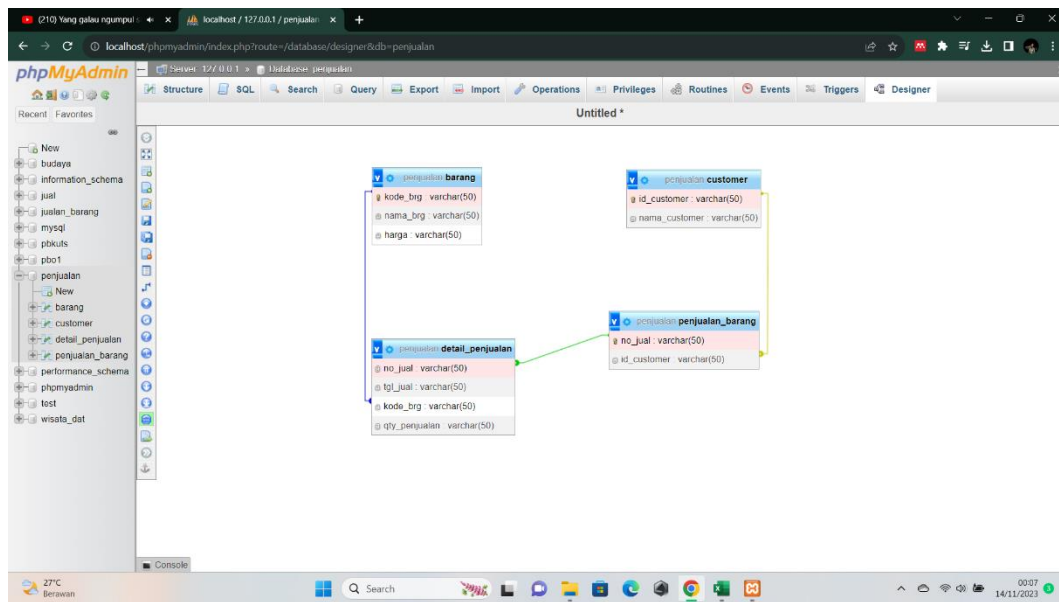 (210) Yang galau ngumpul s
localhost / 127.0.0.1 / penjualan
localhost/phpmyadmin/index.php?route=/database/designer&db=penjualan
phpMyAdmin
Recent Favorites
New
budaya
information_schema
jual
jualan_barang
mysql
pbkuts
pbo1
penjualan
New
barang
customer
detail_penjualan
penjualan_barang
performance_schema
phpmyadmin
test
wisata_dat
Server: 127.0.0.1 » Database: penjualan
Structure SQL Search Query Export Import Operations Privileges Routines Events Triggers Designer
Untitled *
penjualan barang
kode_brg : varchar(50)
nama_brg : varchar(50)
harga : varchar(50)
penjualan customer
id_customer : varchar(50)
nama_customer : varchar(50)
penjualan detail_penjualan
no_jual : varchar(50)
tgl_jual : varchar(50)
kode_brg : varchar(50)
qty_penjualan : varchar(50)
penjualan penjualan_barang
no_jual : varchar(50)
id_customer : varchar(50)
Console
27°C
Berawan
Search
00:07
14/11/2023
3